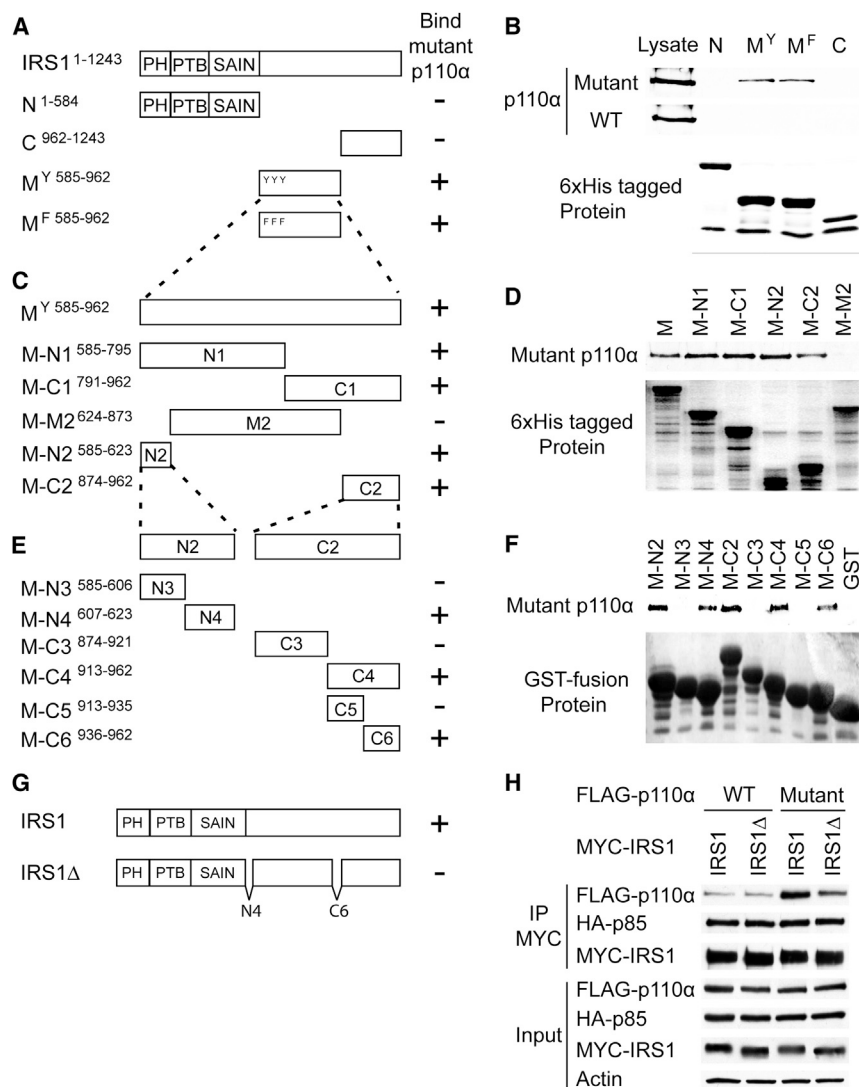 A
Bind mutant p110α
IRS1 1-1243
PH PTB SAIN
N 1-584
PH PTB SAIN
-
C 962-1243
-
M Y 585-962
Y Y Y
+
M F 585-962
F F F
+
B
Lysate N M Y M F C
p110α
Mutant
WT
6xHis tagged
Protein
C
M Y 585-962
+
M-N1 585-795
N1
+
M-C1 791-962
C1
+
M-M2 624-873
M2
-
M-N2 585-623
N2
+
M-C2 874-962
C2
+
D
M M-N1 M-C1 M-N2 M-C2 M-M2
Mutant p110α
6xHis tagged
Protein
E
N2 C2
M-N3 585-606
N3
-
M-N4 607-623
N4
+
M-C3 874-921
C3
-
M-C4 913-962
C4
+
M-C5 913-935
C5
-
M-C6 936-962
C6
+
F
M-N2 M-N3 M-N4 M-C2 M-C3 M-C4 M-C5 M-C6 GST
Mutant p110α
GST-fusion
Protein
G
IRS1
PH PTB SAIN
+
IRS1Δ
PH PTB SAIN
-
N4 C6
H
FLAG-p110α WT Mutant
MYC-IRS1 IRS1 IRS1Δ IRS1 IRS1Δ
IP
MYC
FLAG-p110α
HA-p85
MYC-IRS1
Input
FLAG-p110α
HA-p85
MYC-IRS1
Actin